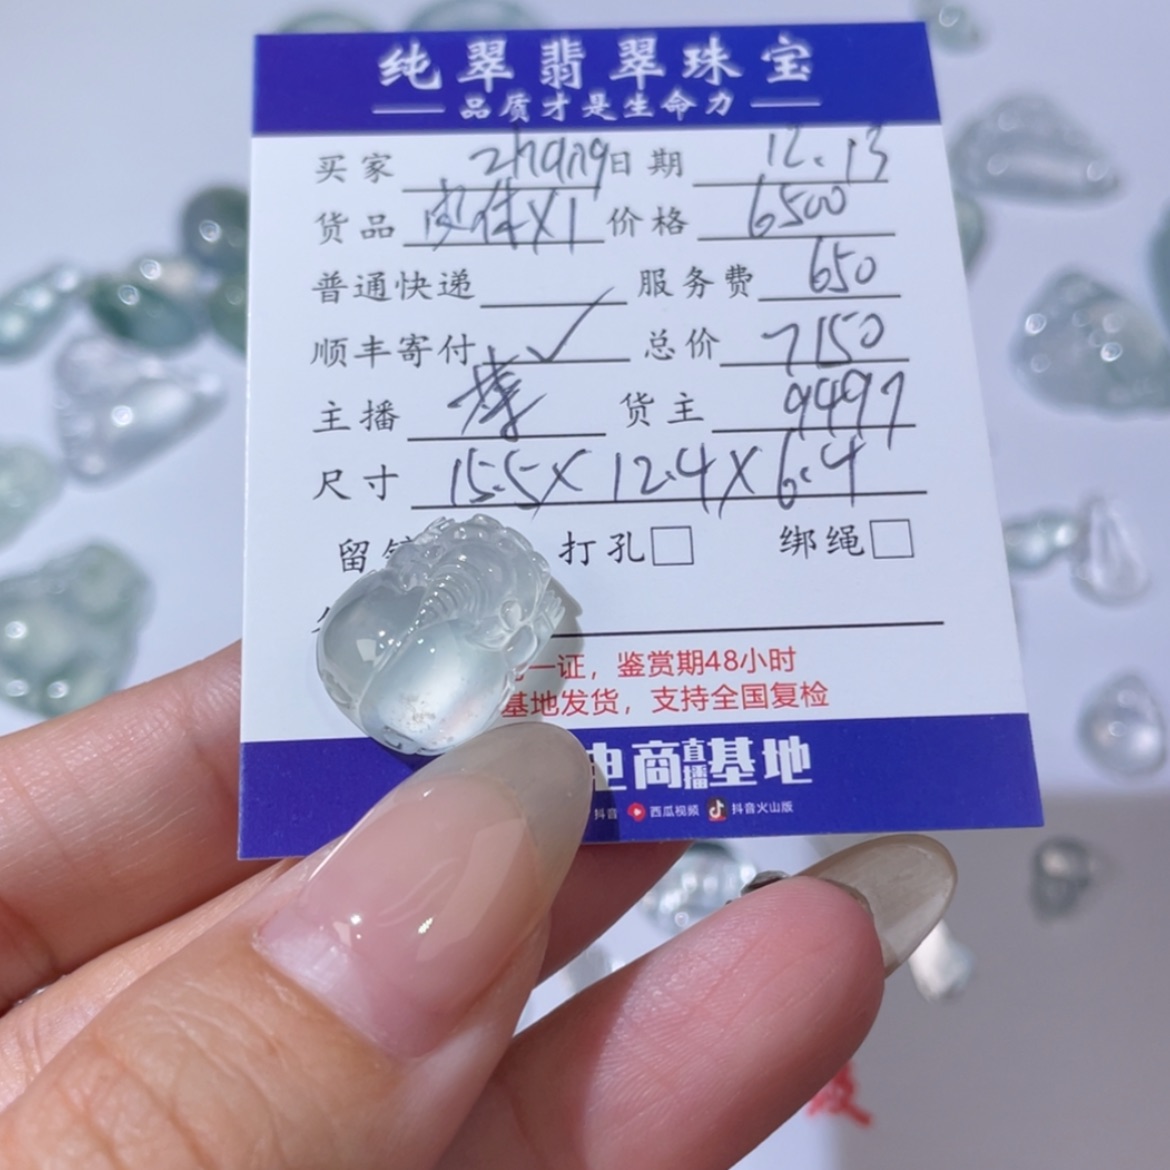 纯翠翡翠珠宝
品质才是生命力
买家 zhang 日期 12.13
货品 貔貅X1 价格 6500
普通快递 服务费 650
顺丰寄付 ✓ 总价 7150
主播 货主 9497
尺寸 15.5X12.4X6.4
留 打孔□ 绑绳□
一证，鉴赏期48小时
基地发货，支持全国复检
电商直播基地
抖音 西瓜视频 抖音火山版